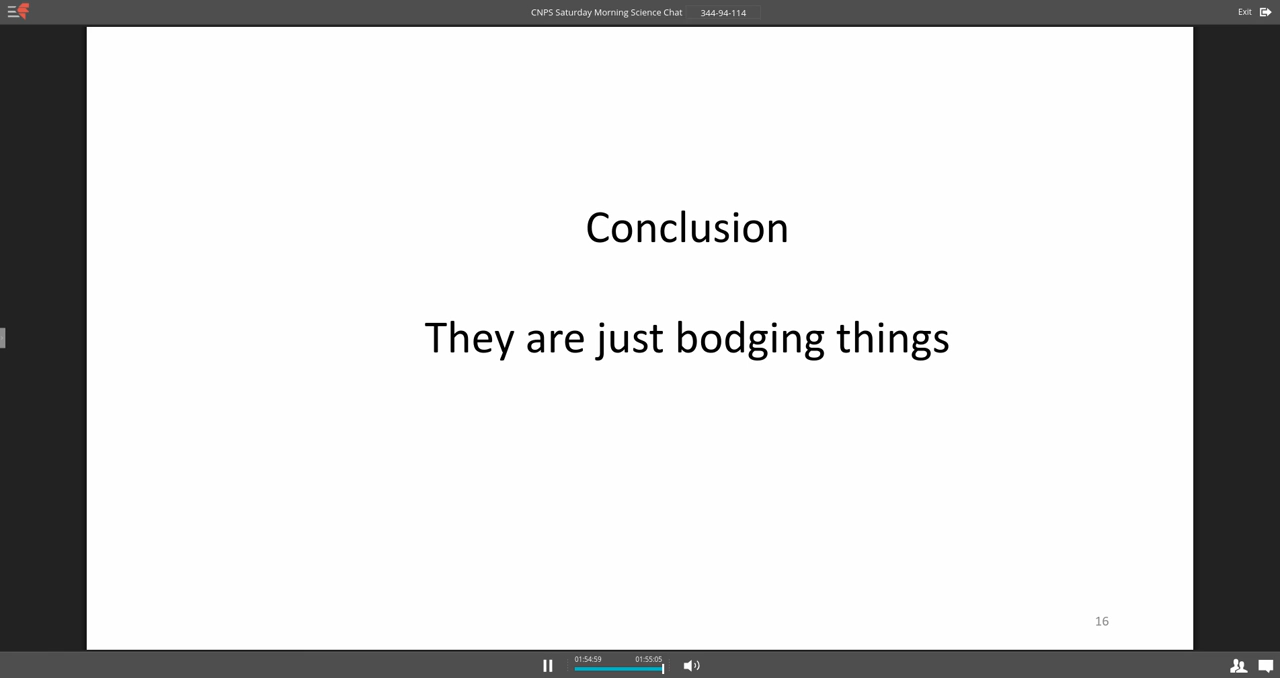 CNPS Saturday Morning Science Chat 344-94-114 Exit
Conclusion
They are just bodging things
16
01:54:59 01:55:05